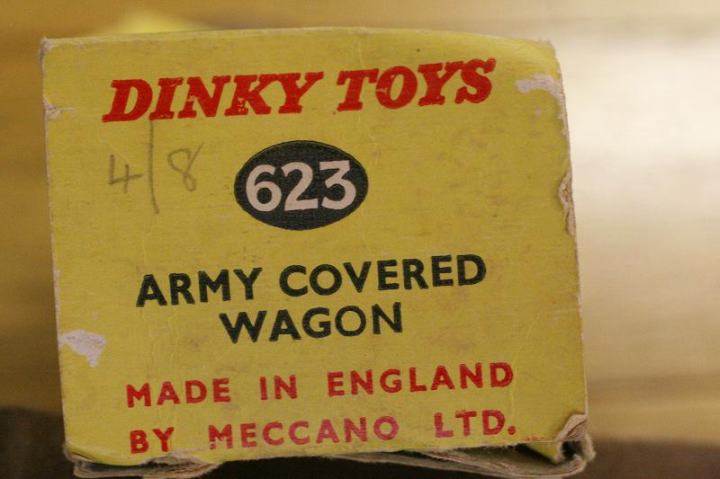 DINKY TOYS
4/8
623
ARMY COVERED
WAGON
MADE IN ENGLAND
BY MECCANO LTD.